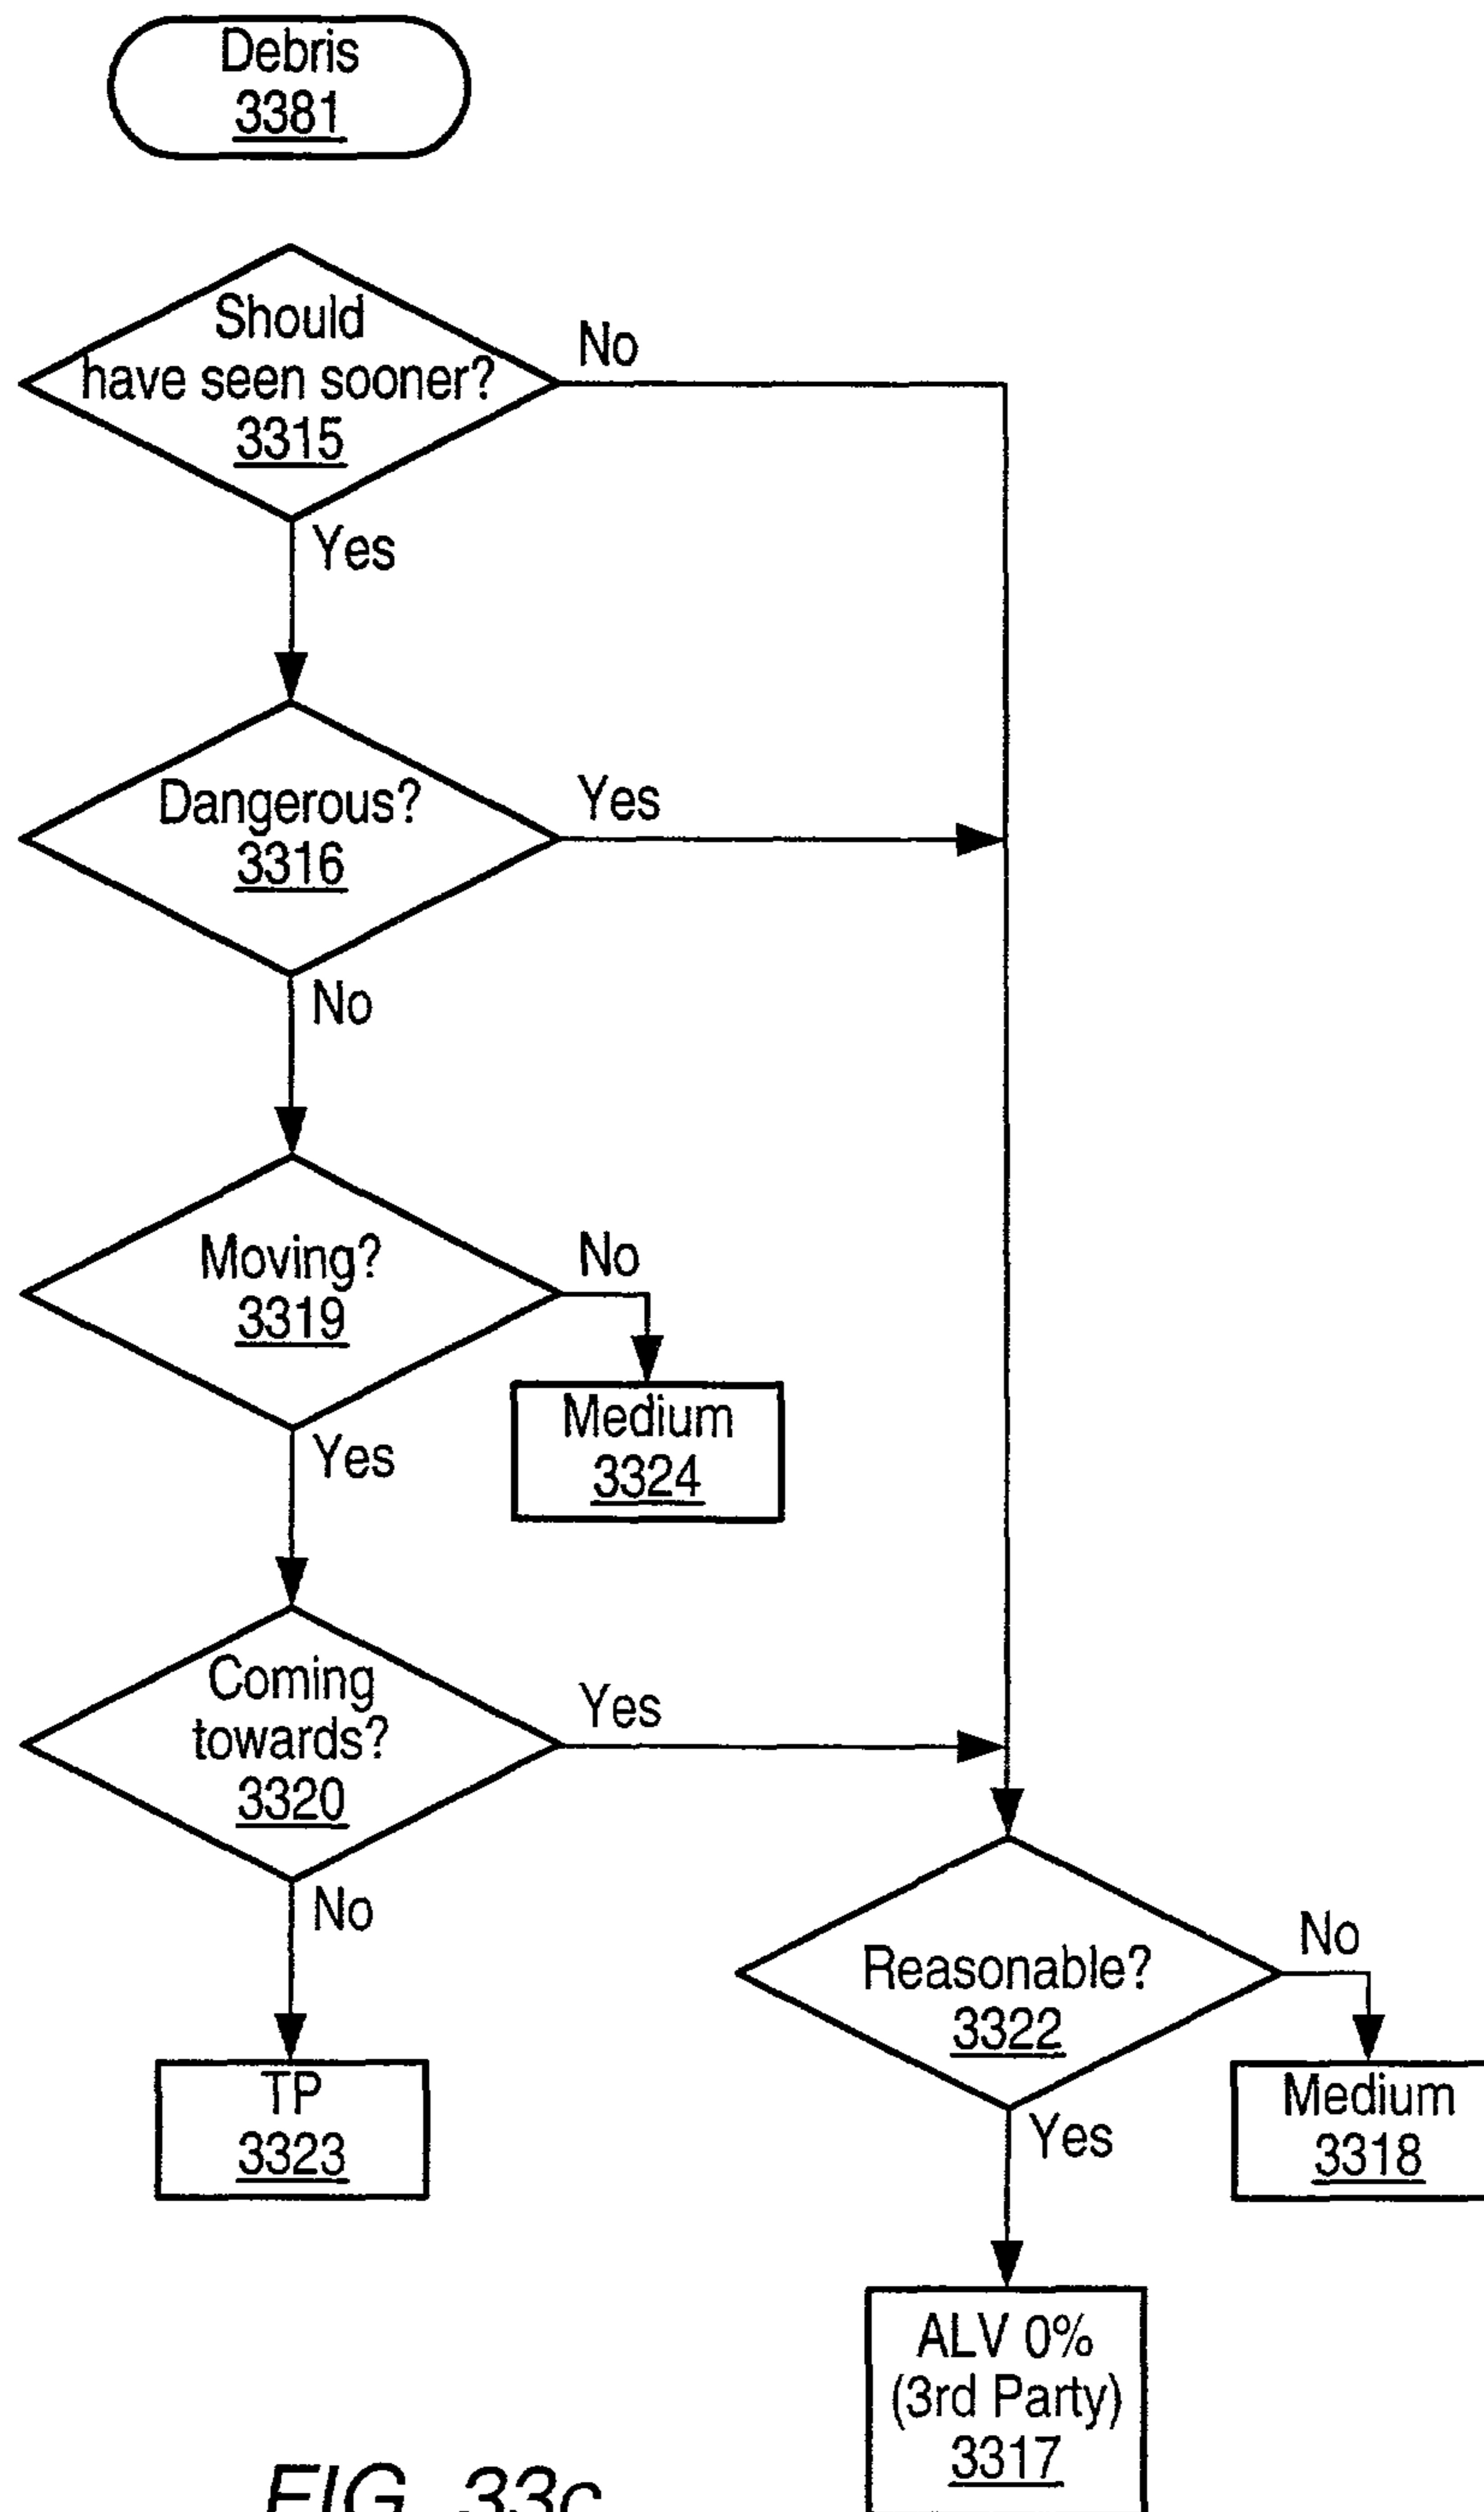 Debris
3381
Should
have seen sooner?
3315
No
Yes
Dangerous?
3316
Yes
No
Moving?
3319
No
Yes
Medium
3324
Coming
towards?
3320
Yes
No
TP
3323
Reasonable?
3322
No
Yes
Medium
3318
ALV 0%
(3rd Party)
3317
FIG. 33c